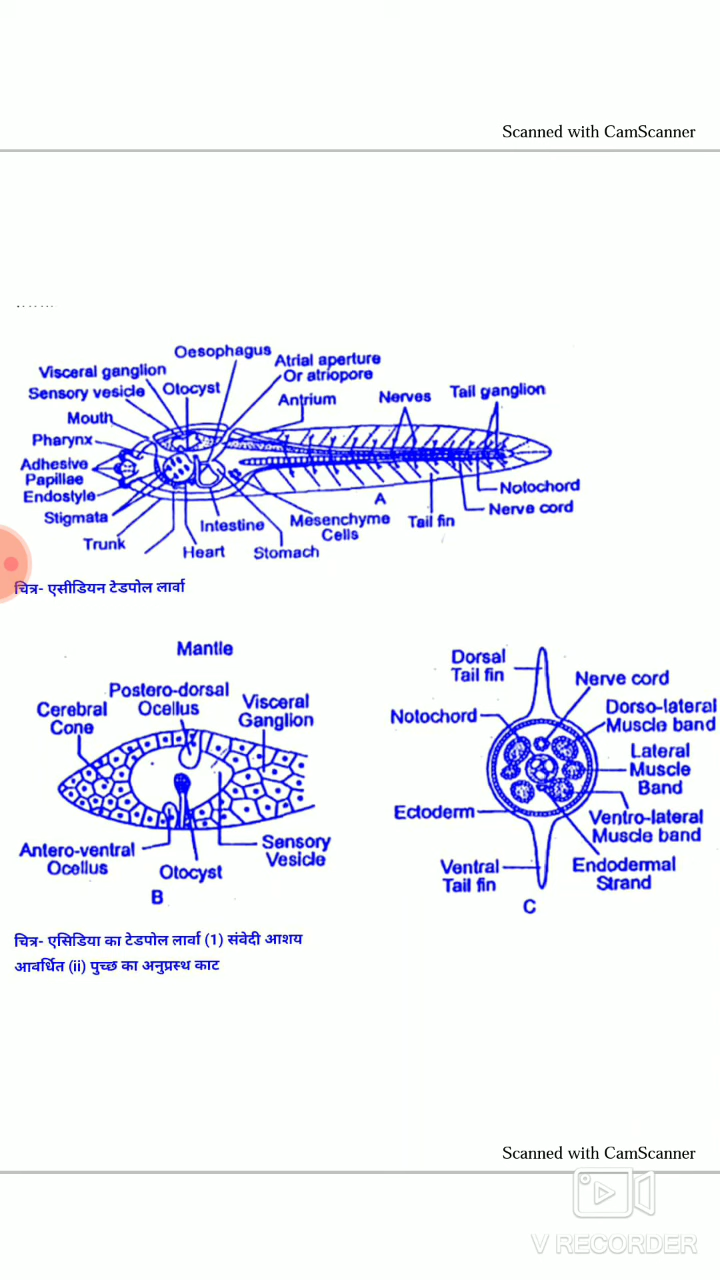 Scanned with CamScanner
Oesophagus
Atrial aperture
Or atriopore
Visceral ganglion
Sensory vesicle
Otocyst
Antrium
Nerves
Tail ganglion
Mouth
Pharynx
Adhesive
Papillae
Endostyle
Stigmata
Trunk
Heart
Intestine
Stomach
Mesenchyme
Cells
A
Tail fin
Notochord
Nerve cord
चित्र- एसीडियन टेडपोल लार्वा
Mantle
Postero-dorsal
Ocellus
Cerebral
Cone
Visceral
Ganglion
Antero-ventral
Ocellus
Otocyst
Sensory
Vesicle
B
Dorsal
Tail fin
Nerve cord
Notochord
Dorso-lateral
Muscle band
Lateral
Muscle
Band
Ectoderm
Ventro-lateral
Muscle band
Ventral
Tail fin
Endodermal
Strand
C
चित्र- एसिडिया का टेडपोल लार्वा (1) संवेदी आशय
आवर्धित (ii) पुच्छ का अनुप्रस्थ काट
Scanned with CamScanner
V RECORDER